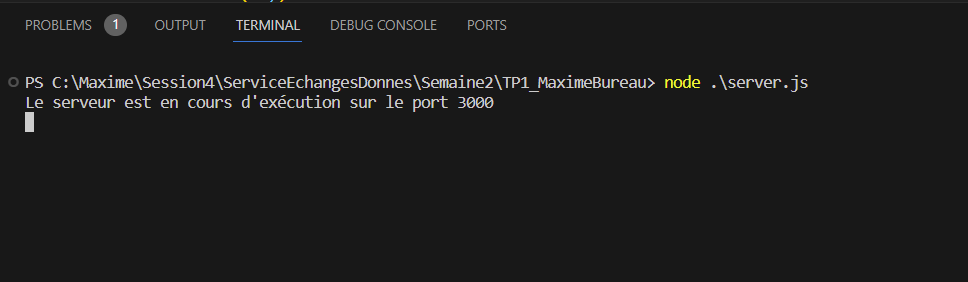 PROBLEMS 1 OUTPUT TERMINAL DEBUG CONSOLE PORTS
PS C:\Maxime\Session4\ServiceEchangesDonnes\Semaine2\TP1_MaximeBureau> node .\server.js
Le serveur est en cours d'exécution sur le port 3000